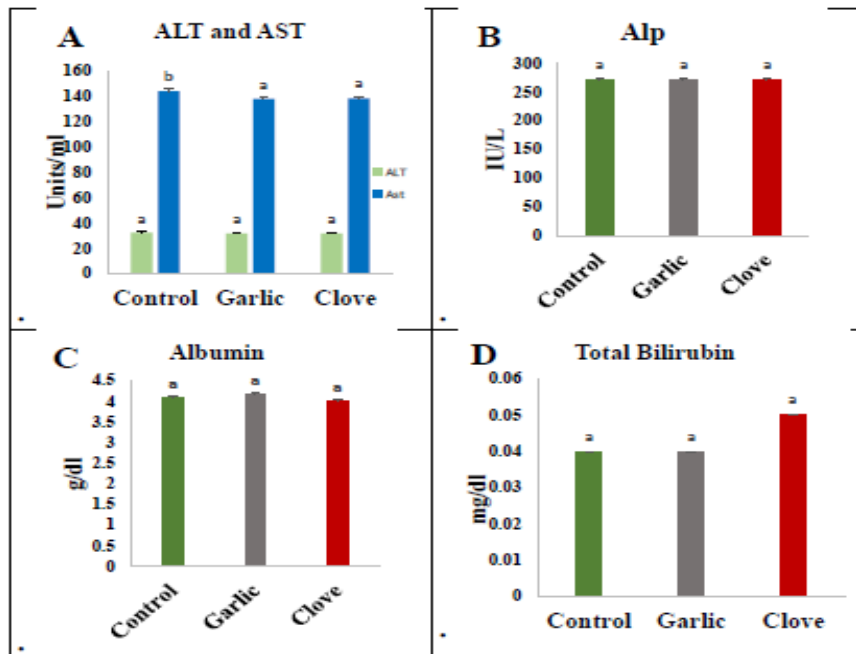 A
ALT and AST
160
140
120
100
80
60
40
20
0
Units/ml
b
a
a
a
a
a
ALT
Ast
Control
Garlic
Clove
B
Alp
300
250
200
150
100
50
0
IU/L
a
a
a
Control
Garlic
Clove
C
Albumin
4.5
4
3.5
3
2.5
2
1.5
1
0.5
0
g/dl
a
a
a
Control
Garlic
Clove
D
Total Bilirubin
0.06
0.05
0.04
0.03
0.02
0.01
0
mg/dl
a
a
a
Control
Garlic
Clove